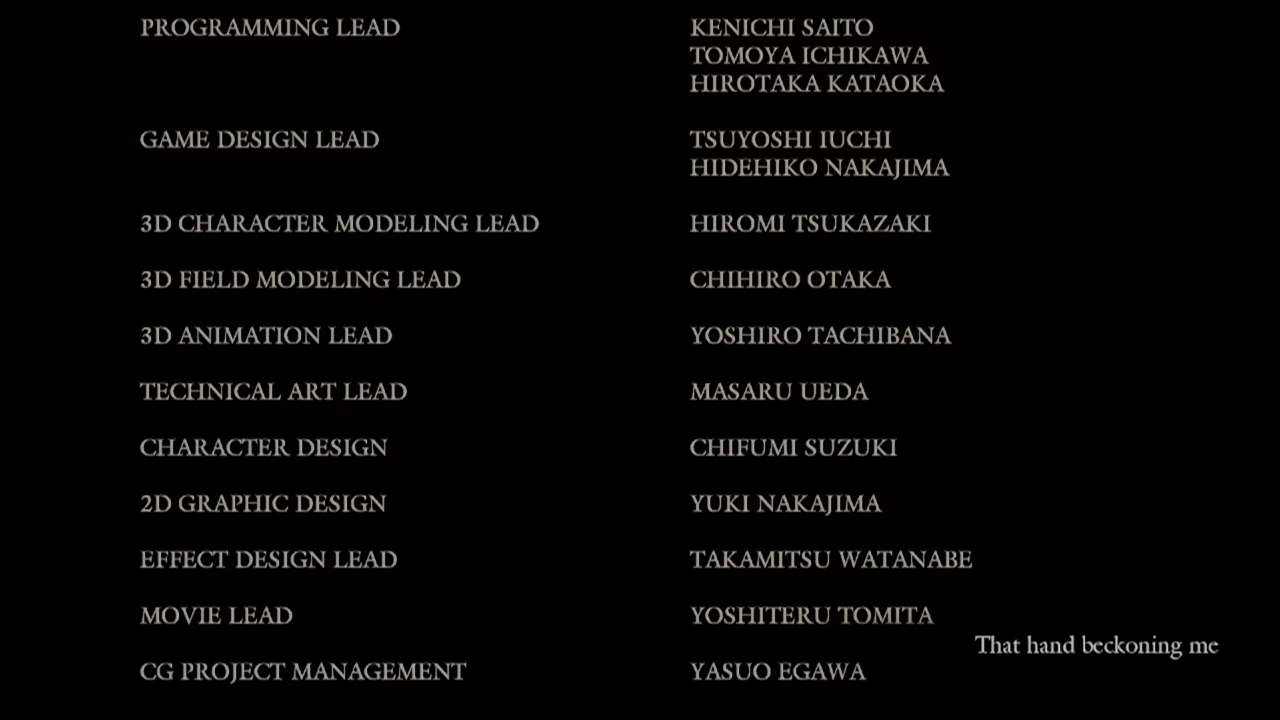 PROGRAMMING LEAD KENICHI SAITO
TOMOYA ICHIKAWA
HIROTAKA KATAOKA
GAME DESIGN LEAD TSUYOSHI IUCHI
HIDEHIKO NAKAJIMA
3D CHARACTER MODELING LEAD HIROMI TSUKAZAKI
3D FIELD MODELING LEAD CHIHIRO OTAKA
3D ANIMATION LEAD YOSHIRO TACHIBANA
TECHNICAL ART LEAD MASARU UEDA
CHARACTER DESIGN CHIFUMI SUZUKI
2D GRAPHIC DESIGN YUKI NAKAJIMA
EFFECT DESIGN LEAD TAKAMITSU WATANABE
MOVIE LEAD YOSHITERU TOMITA
That hand beckoning me
CG PROJECT MANAGEMENT YASUO EGAWA